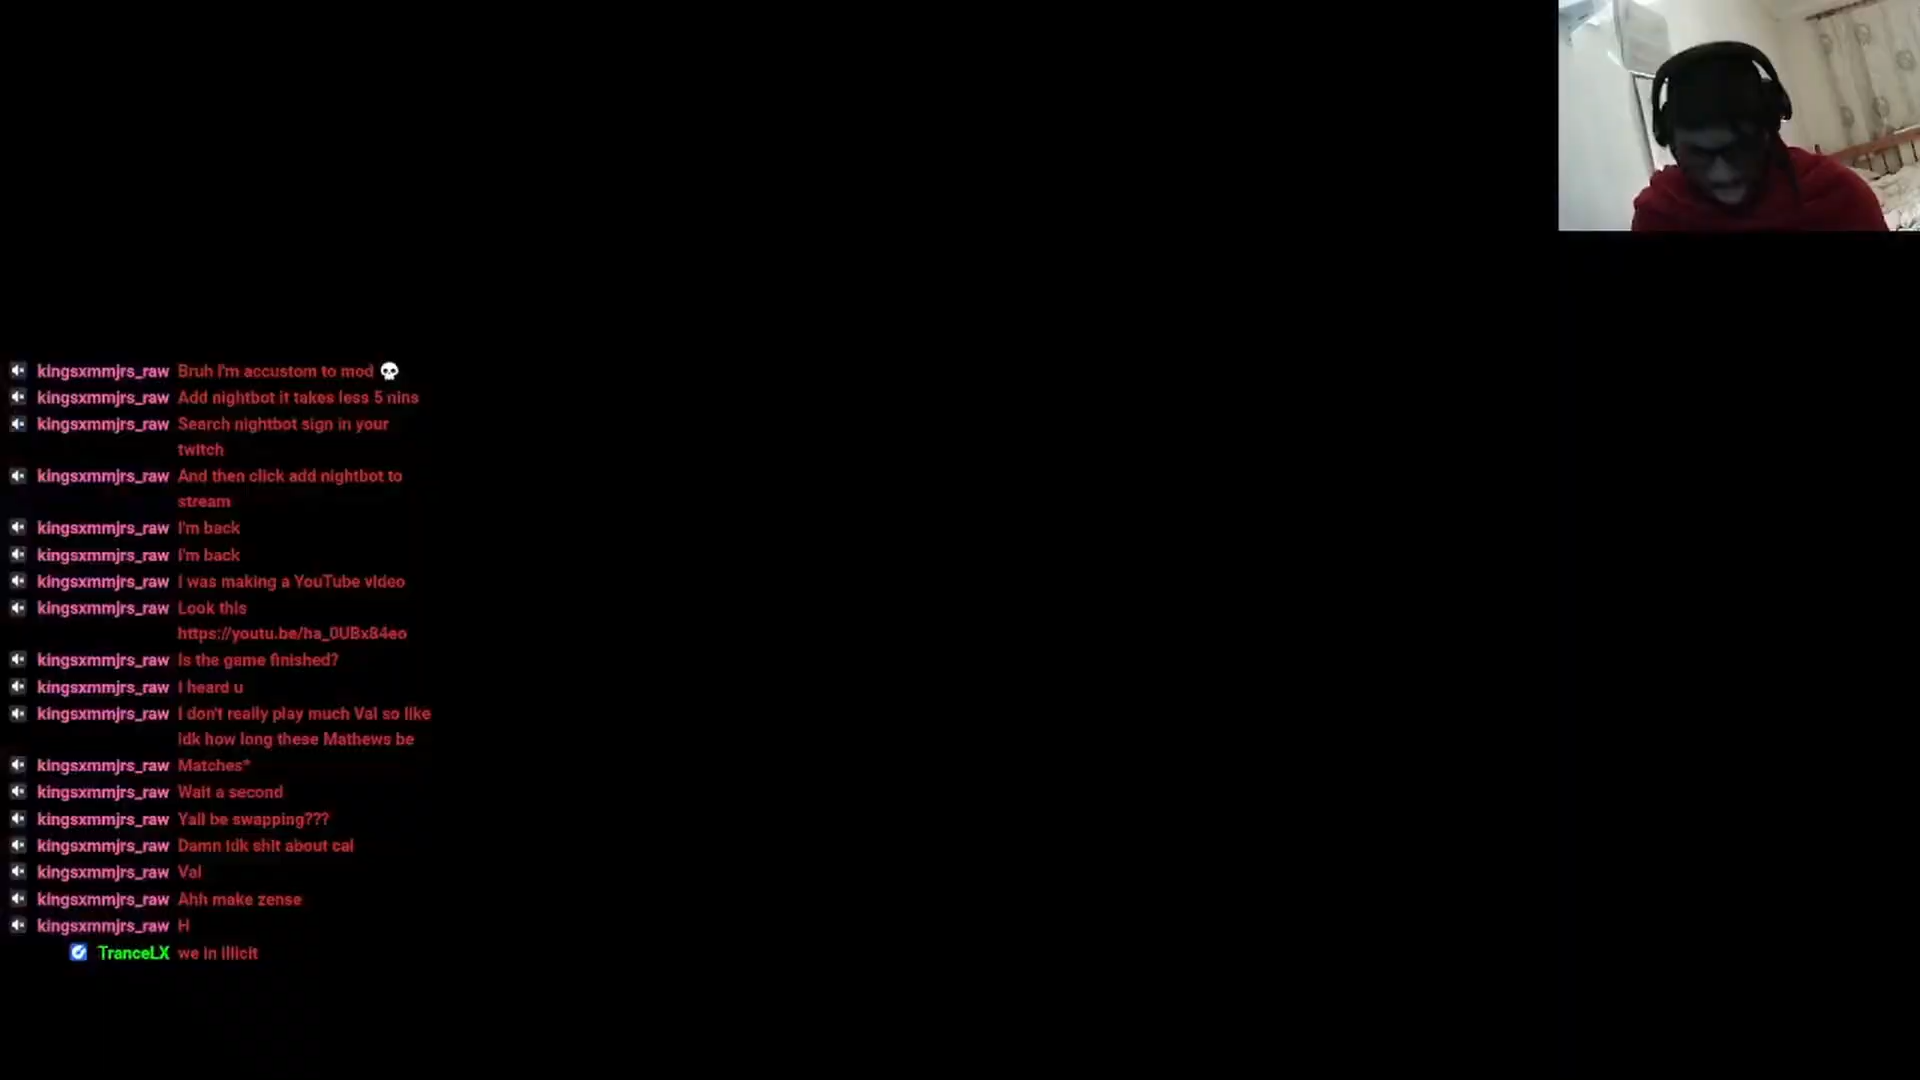 kingsxmmjrs_raw Bruh I'm accustom to mod 💀
kingsxmmjrs_raw Add nightbot it takes less 5 nins
kingsxmmjrs_raw Search nightbot sign in your
twitch
kingsxmmjrs_raw And then click add nightbot to
stream
kingsxmmjrs_raw I'm back
kingsxmmjrs_raw I'm back
kingsxmmjrs_raw I was making a YouTube video
kingsxmmjrs_raw Look this
https://youtu.be/ha_0UBx84eo
kingsxmmjrs_raw Is the game finished?
kingsxmmjrs_raw I heard u
kingsxmmjrs_raw I don't really play much Val so like
Idk how long these Mathews be
kingsxmmjrs_raw Matches*
kingsxmmjrs_raw Wait a second
kingsxmmjrs_raw Yall be swapping???
kingsxmmjrs_raw Damn Idk shit about cal
kingsxmmjrs_raw Val
kingsxmmjrs_raw Ahh make zense
kingsxmmjrs_raw H
TranceLX we in illicit